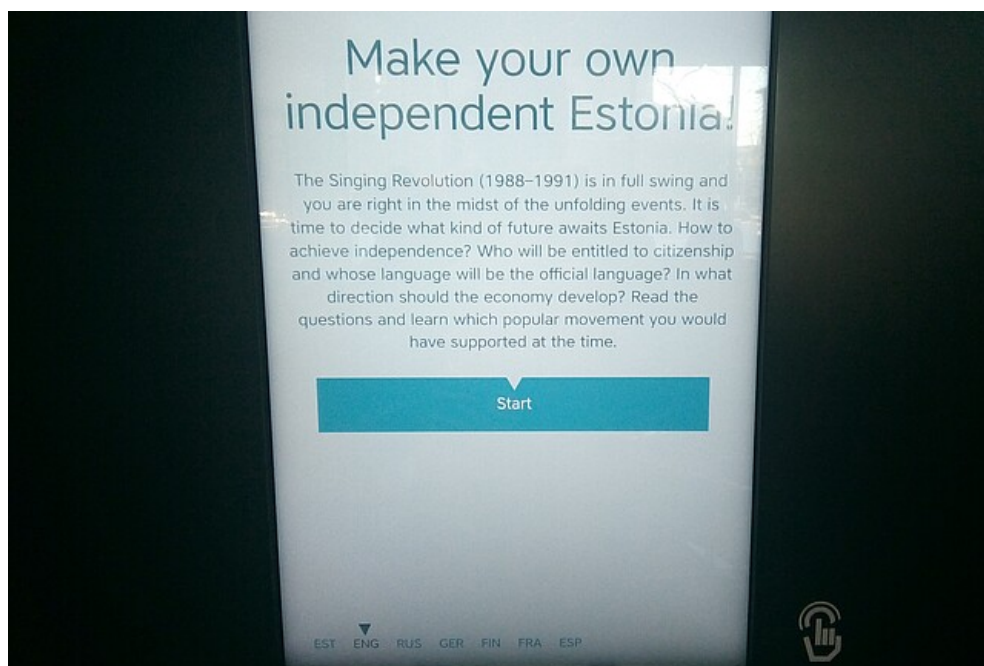 Make your own
independent Estonia!
The Singing Revolution (1988–1991) is in full swing and
you are right in the midst of the unfolding events. It is
time to decide what kind of future awaits Estonia. How to
achieve independence? Who will be entitled to citizenship
and whose language will be the official language? In what
direction should the economy develop? Read the
questions and learn which popular movement you would
have supported at the time.
Start
EST ENG RUS GER FIN FRA ESP